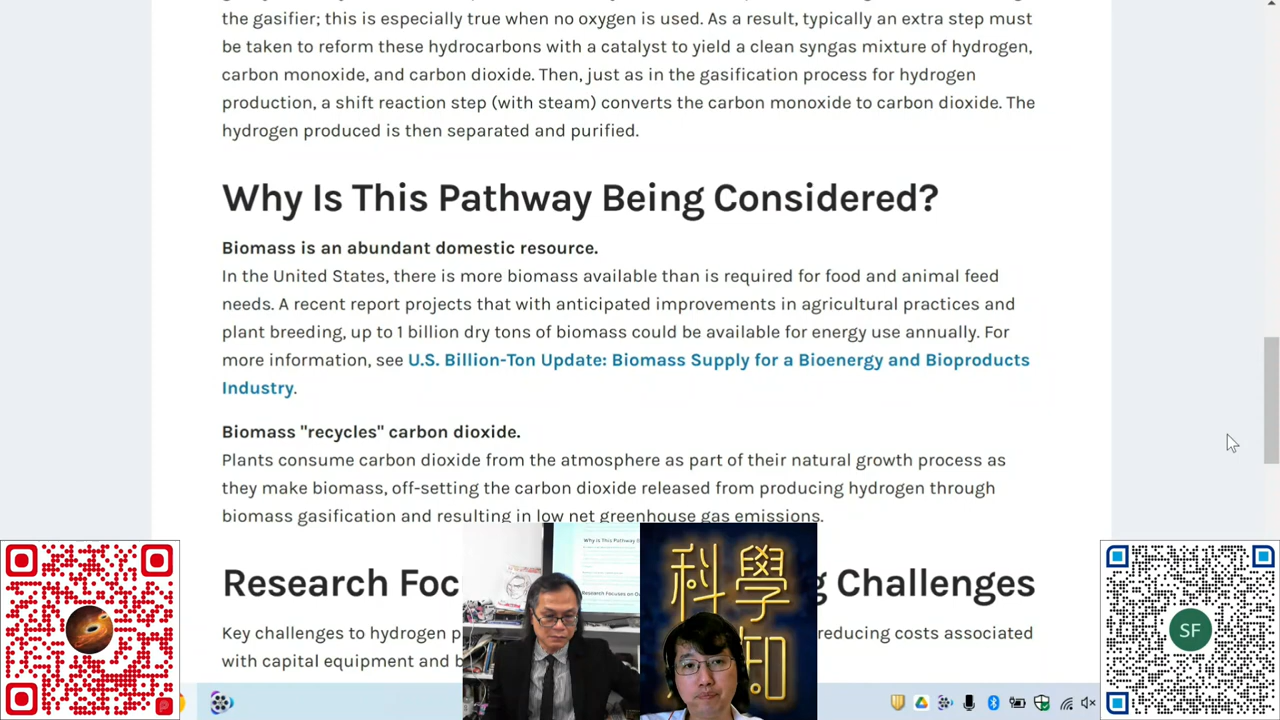 the gasifier; this is especially true when no oxygen is used. As a result, typically an extra step must
be taken to reform these hydrocarbons with a catalyst to yield a clean syngas mixture of hydrogen,
carbon monoxide, and carbon dioxide. Then, just as in the gasification process for hydrogen
production, a shift reaction step (with steam) converts the carbon monoxide to carbon dioxide. The
hydrogen produced is then separated and purified.
Why Is This Pathway Being Considered?
Biomass is an abundant domestic resource.
In the United States, there is more biomass available than is required for food and animal feed
needs. A recent report projects that with anticipated improvements in agricultural practices and
plant breeding, up to 1 billion dry tons of biomass could be available for energy use annually. For
more information, see U.S. Billion-Ton Update: Biomass Supply for a Bioenergy and Bioproducts
Industry.
Biomass "recycles" carbon dioxide.
Plants consume carbon dioxide from the atmosphere as part of their natural growth process as
they make biomass, off-setting the carbon dioxide released from producing hydrogen through
biomass gasification and resulting in low net greenhouse gas emissions.
Research Foc g Challenges
Key challenges to hydrogen p reducing costs associated
with capital equipment and b
科學
知
SF